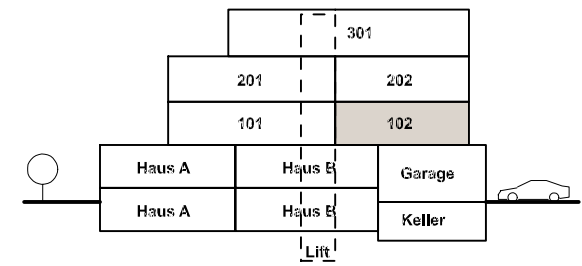 301
201 202
101 102
Haus A Haus B Garage
Haus A Haus B Keller
Lift